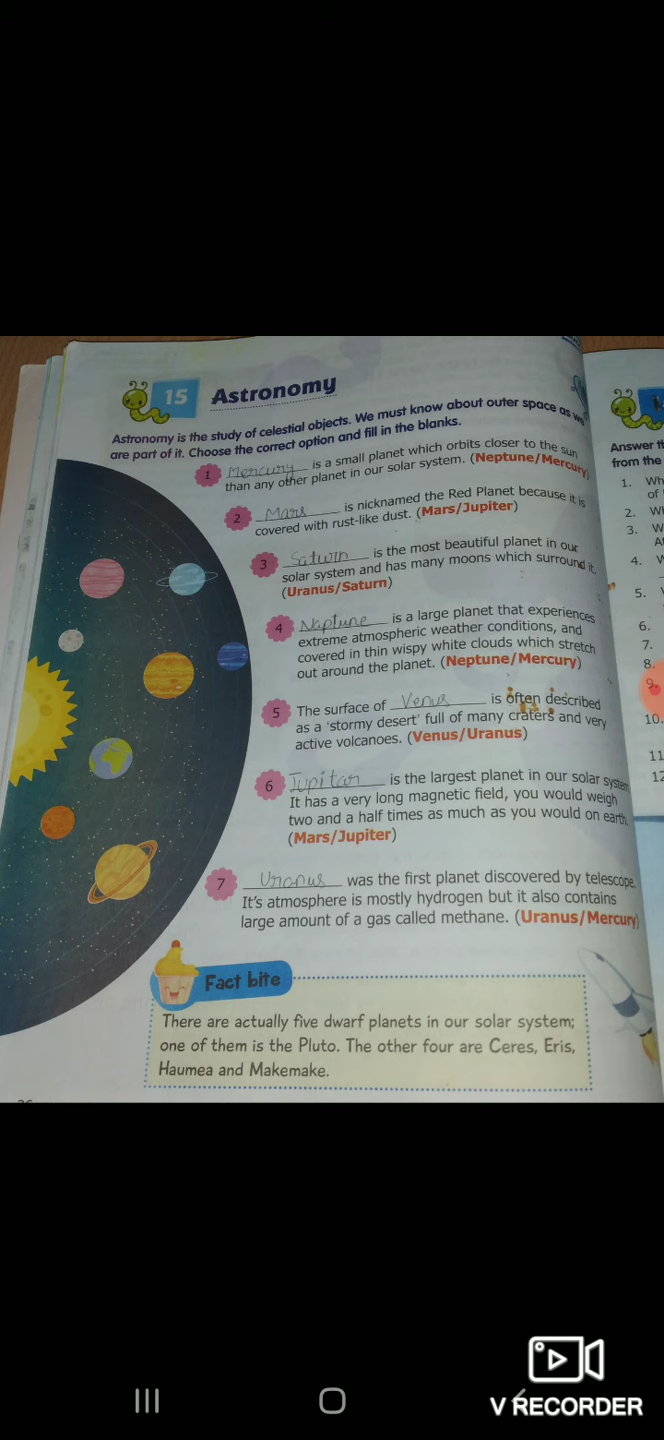 15 Astronomy
Astronomy is the study of celestial objects. We must know about outer space as we
are part of it. Choose the correct option and fill in the blanks.
1 Mercury is a small planet which orbits closer to the sun
than any other planet in our solar system. (Neptune/Mercury)
2 Mars is nicknamed the Red Planet because it is
covered with rust-like dust. (Mars/Jupiter)
3 Saturn is the most beautiful planet in our
solar system and has many moons which surround it.
(Uranus/Saturn)
4 Naptune is a large planet that experiences
extreme atmospheric weather conditions, and
covered in thin wispy white clouds which stretch
out around the planet. (Neptune/Mercury)
5 The surface of Venus is often described
as a ‘stormy desert’ full of many craters and very
active volcanoes. (Venus/Uranus)
6 Jupitar is the largest planet in our solar system
It has a very long magnetic field, you would weigh
two and a half times as much as you would on earth.
(Mars/Jupiter)
7 Uranus was the first planet discovered by telescope.
It’s atmosphere is mostly hydrogen but it also contains
large amount of a gas called methane. (Uranus/Mercury)
Fact bite
There are actually five dwarf planets in our solar system;
one of them is the Pluto. The other four are Ceres, Eris,
Haumea and Makemake.
Answer
from the
1. Wh
of
2.
3.
4.
5.
6.
7.
8.
9.
10.
11
12
V RECORDER